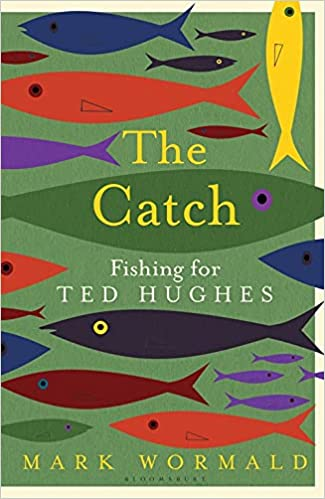 The
Catch
Fishing for
TED HUGHES
BLOOMSBURY
MARK WORMALD